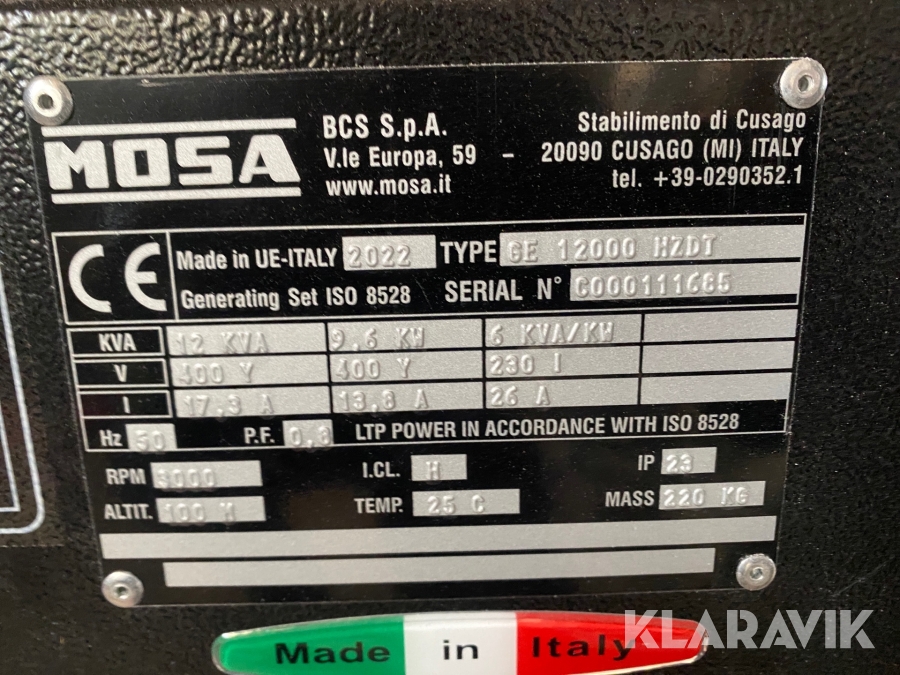 MOSA
BCS S.p.A.
V.le Europa, 59 - 20090 CUSAGO (MI) ITALY
Stabilimento di Cusago
www.mosa.it
tel. +39-0290352.1
CE
Made in UE-ITALY 2022 TYPE GE 12000 HZDT
Generating Set ISO 8528 SERIAL N° C000111685
KVA 12 KVA 9,6 KW 6 KVA/KW
V 400 Y 400 Y 230 I
I 17,3 A 13,8 A 26 A
Hz 50 P.F. 0,8 LTP POWER IN ACCORDANCE WITH ISO 8528
RPM 3000 I.CL. H IP 23
ALTIT. 100 M TEMP. 25 C MASS 220 KG
Made in Italy
KLARAVIK